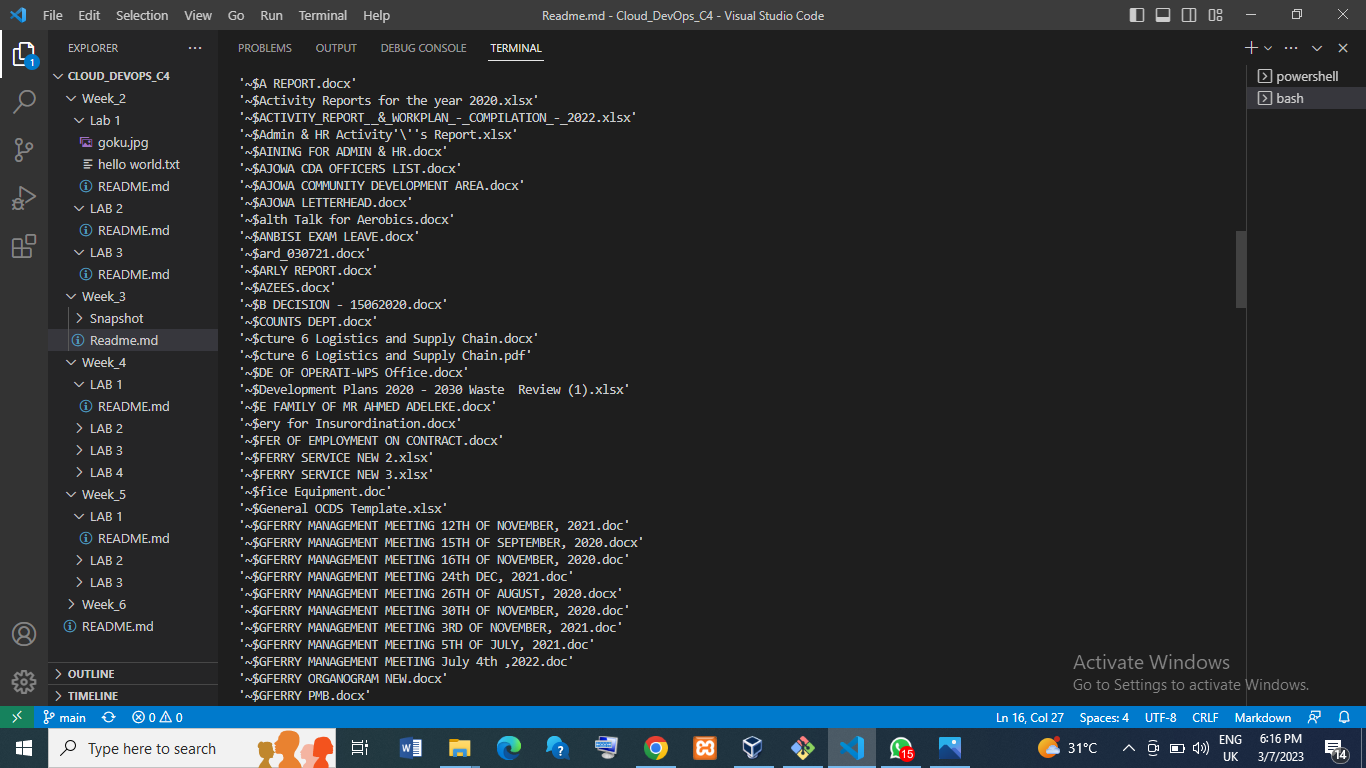 File Edit Selection View Go Run Terminal Help
Readme.md - Cloud_DevOps_C4 - Visual Studio Code
EXPLORER
CLOUD_DEVOPS_C4
Week_2
Lab 1
goku.jpg
hello world.txt
README.md
LAB 2
README.md
LAB 3
README.md
Week_3
Snapshot
Readme.md
Week_4
LAB 1
README.md
LAB 2
LAB 3
LAB 4
Week_5
LAB 1
README.md
LAB 2
LAB 3
Week_6
README.md
OUTLINE
TIMELINE
1
PROBLEMS OUTPUT DEBUG CONSOLE TERMINAL
'~$A REPORT.docx'
'~$Activity Reports for the year 2020.xlsx'
'~$ACTIVITY_REPORT__&_WORKPLAN_-_COMPILATION_-_2022.xlsx'
'~$Admin & HR Activity'\''s Report.xlsx'
'~$AINING FOR ADMIN & HR.docx'
'~$AJOWA CDA OFFICERS LIST.docx'
'~$AJOWA COMMUNITY DEVELOPMENT AREA.docx'
'~$AJOWA LETTERHEAD.docx'
'~$alth Talk for Aerobics.docx'
'~$ANBISI EXAM LEAVE.docx'
'~$ard_030721.docx'
'~$ARLY REPORT.docx'
'~$AZEES.docx'
'~$B DECISION - 15062020.docx'
'~$COUNTS DEPT.docx'
'~$cture 6 Logistics and Supply Chain.docx'
'~$cture 6 Logistics and Supply Chain.pdf'
'~$DE OF OPERATI-WPS Office.docx'
'~$Development Plans 2020 - 2030 Waste  Review (1).xlsx'
'~$E FAMILY OF MR AHMED ADELEKE.docx'
'~$ery for Insurordination.docx'
'~$FER OF EMPLOYMENT ON CONTRACT.docx'
'~$FERRY SERVICE NEW 2.xlsx'
'~$FERRY SERVICE NEW 3.xlsx'
'~$fice Equipment.doc'
'~$General OCDS Template.xlsx'
'~$GFERRY MANAGEMENT MEETING 12TH OF NOVEMBER, 2021.doc'
'~$GFERRY MANAGEMENT MEETING 15TH OF SEPTEMBER, 2020.docx'
'~$GFERRY MANAGEMENT MEETING 16TH OF NOVEMBER, 2020.doc'
'~$GFERRY MANAGEMENT MEETING 24th DEC, 2021.doc'
'~$GFERRY MANAGEMENT MEETING 26TH OF AUGUST, 2020.docx'
'~$GFERRY MANAGEMENT MEETING 30TH OF NOVEMBER, 2020.doc'
'~$GFERRY MANAGEMENT MEETING 3RD OF NOVEMBER, 2021.doc'
'~$GFERRY MANAGEMENT MEETING 5TH OF JULY, 2021.doc'
'~$GFERRY MANAGEMENT MEETING July 4th ,2022.doc'
'~$GFERRY ORGANOGRAM NEW.docx'
'~$GFERRY PMB.docx'
powershell
bash
Activate Windows
Go to Settings to activate Windows.
main 0 0
Ln 16, Col 27 Spaces: 4 UTF-8 CRLF Markdown
Type here to search
15
31°C
ENG
UK
6:16 PM
3/7/2023
14